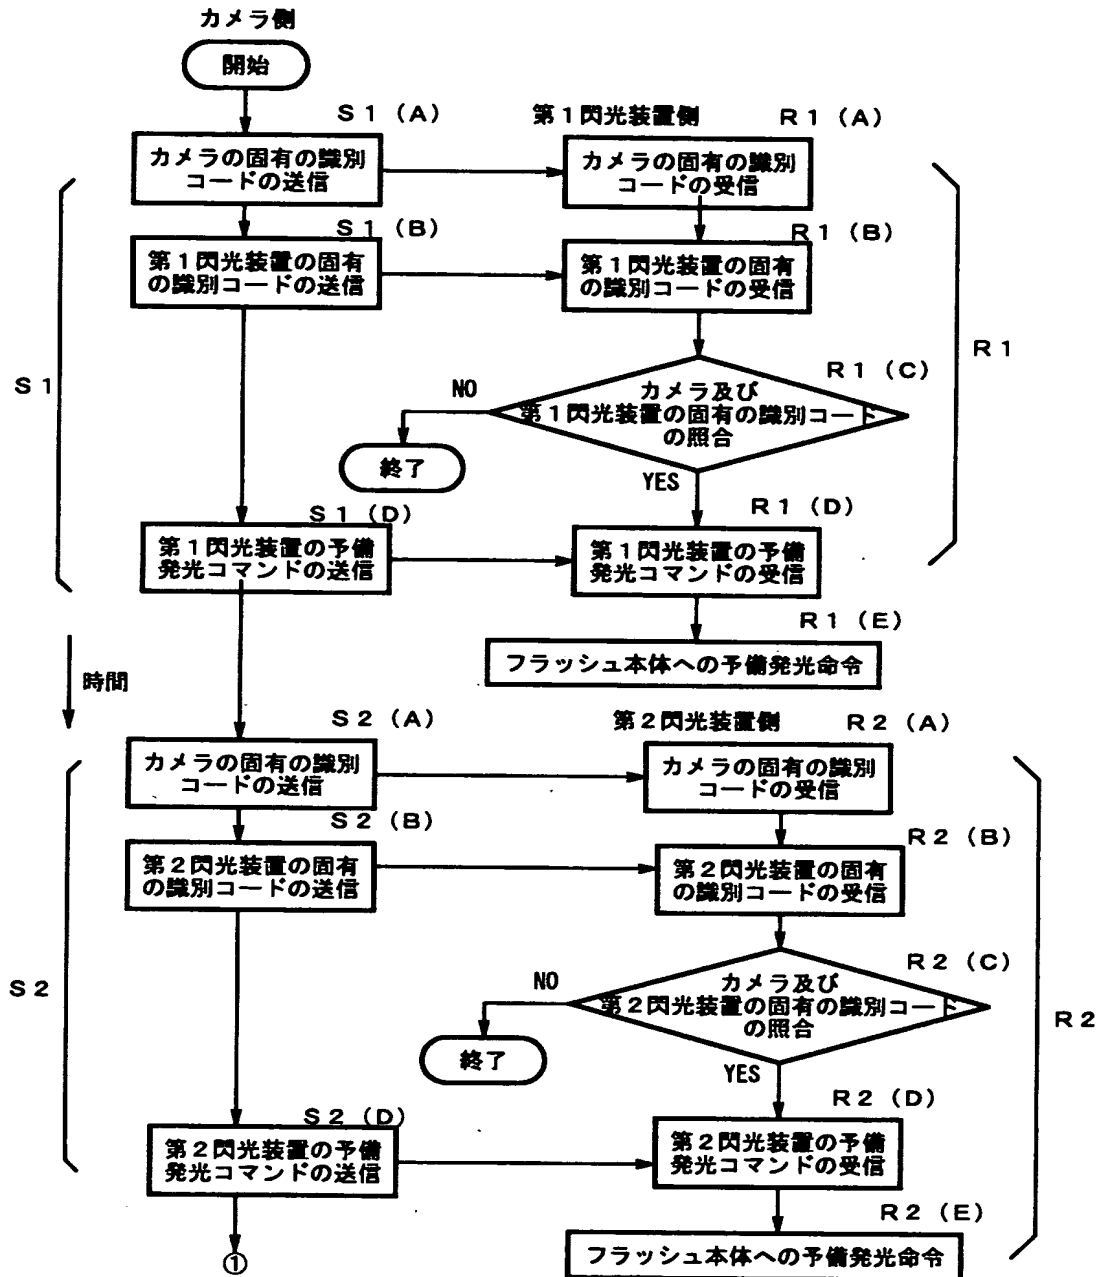 カメラ側
開始
S1(A)
第1閃光装置側
R1(A)
カメラの固有の識別
コードの送信
カメラの固有の識別
コードの受信
S1(B)
R1(B)
第1閃光装置の固有
の識別コードの送信
第1閃光装置の固有
の識別コードの受信
R1
S1
R1(C)
NO
カメラ及び
第1閃光装置の固有の識別コード
の照合
終了
YES
S1(D)
R1(D)
第1閃光装置の予備
発光コマンドの送信
第1閃光装置の予備
発光コマンドの受信
R1(E)
フラッシュ本体への予備発光命令
時間
S2(A)
第2閃光装置側
R2(A)
カメラの固有の識別
コードの送信
カメラの固有の識別
コードの受信
S2(B)
R2(B)
第2閃光装置の固有
の識別コードの送信
第2閃光装置の固有
の識別コードの受信
S2
R2(C)
NO
カメラ及び
第2閃光装置の固有の識別コード
の照合
R2
終了
YES
S2(D)
R2(D)
第2閃光装置の予備
発光コマンドの送信
第2閃光装置の予備
発光コマンドの受信
R2(E)
フラッシュ本体への予備発光命令
①